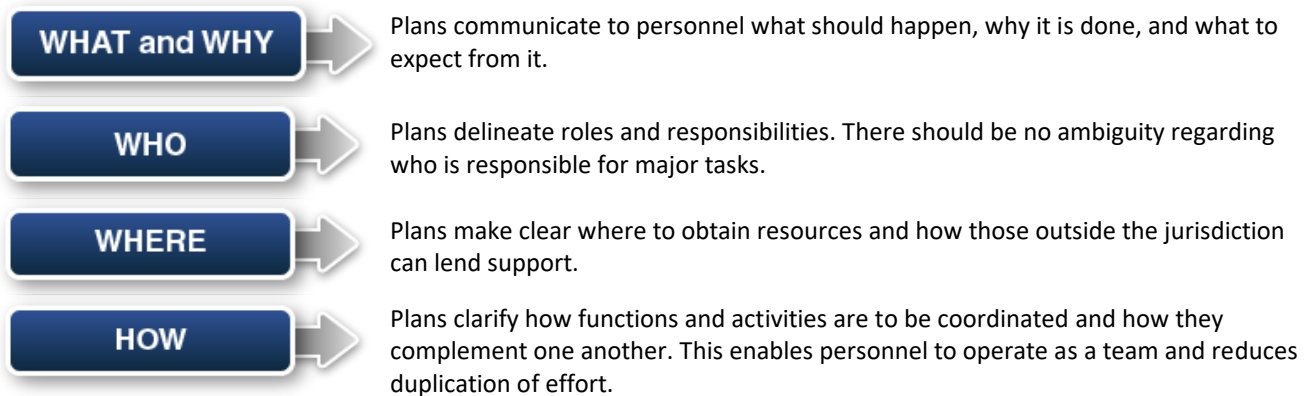 WHAT and WHY
Plans communicate to personnel what should happen, why it is done, and what to
expect from it.
WHO
Plans delineate roles and responsibilities. There should be no ambiguity regarding
who is responsible for major tasks.
WHERE
Plans make clear where to obtain resources and how those outside the jurisdiction
can lend support.
HOW
Plans clarify how functions and activities are to be coordinated and how they
complement one another. This enables personnel to operate as a team and reduces
duplication of effort.